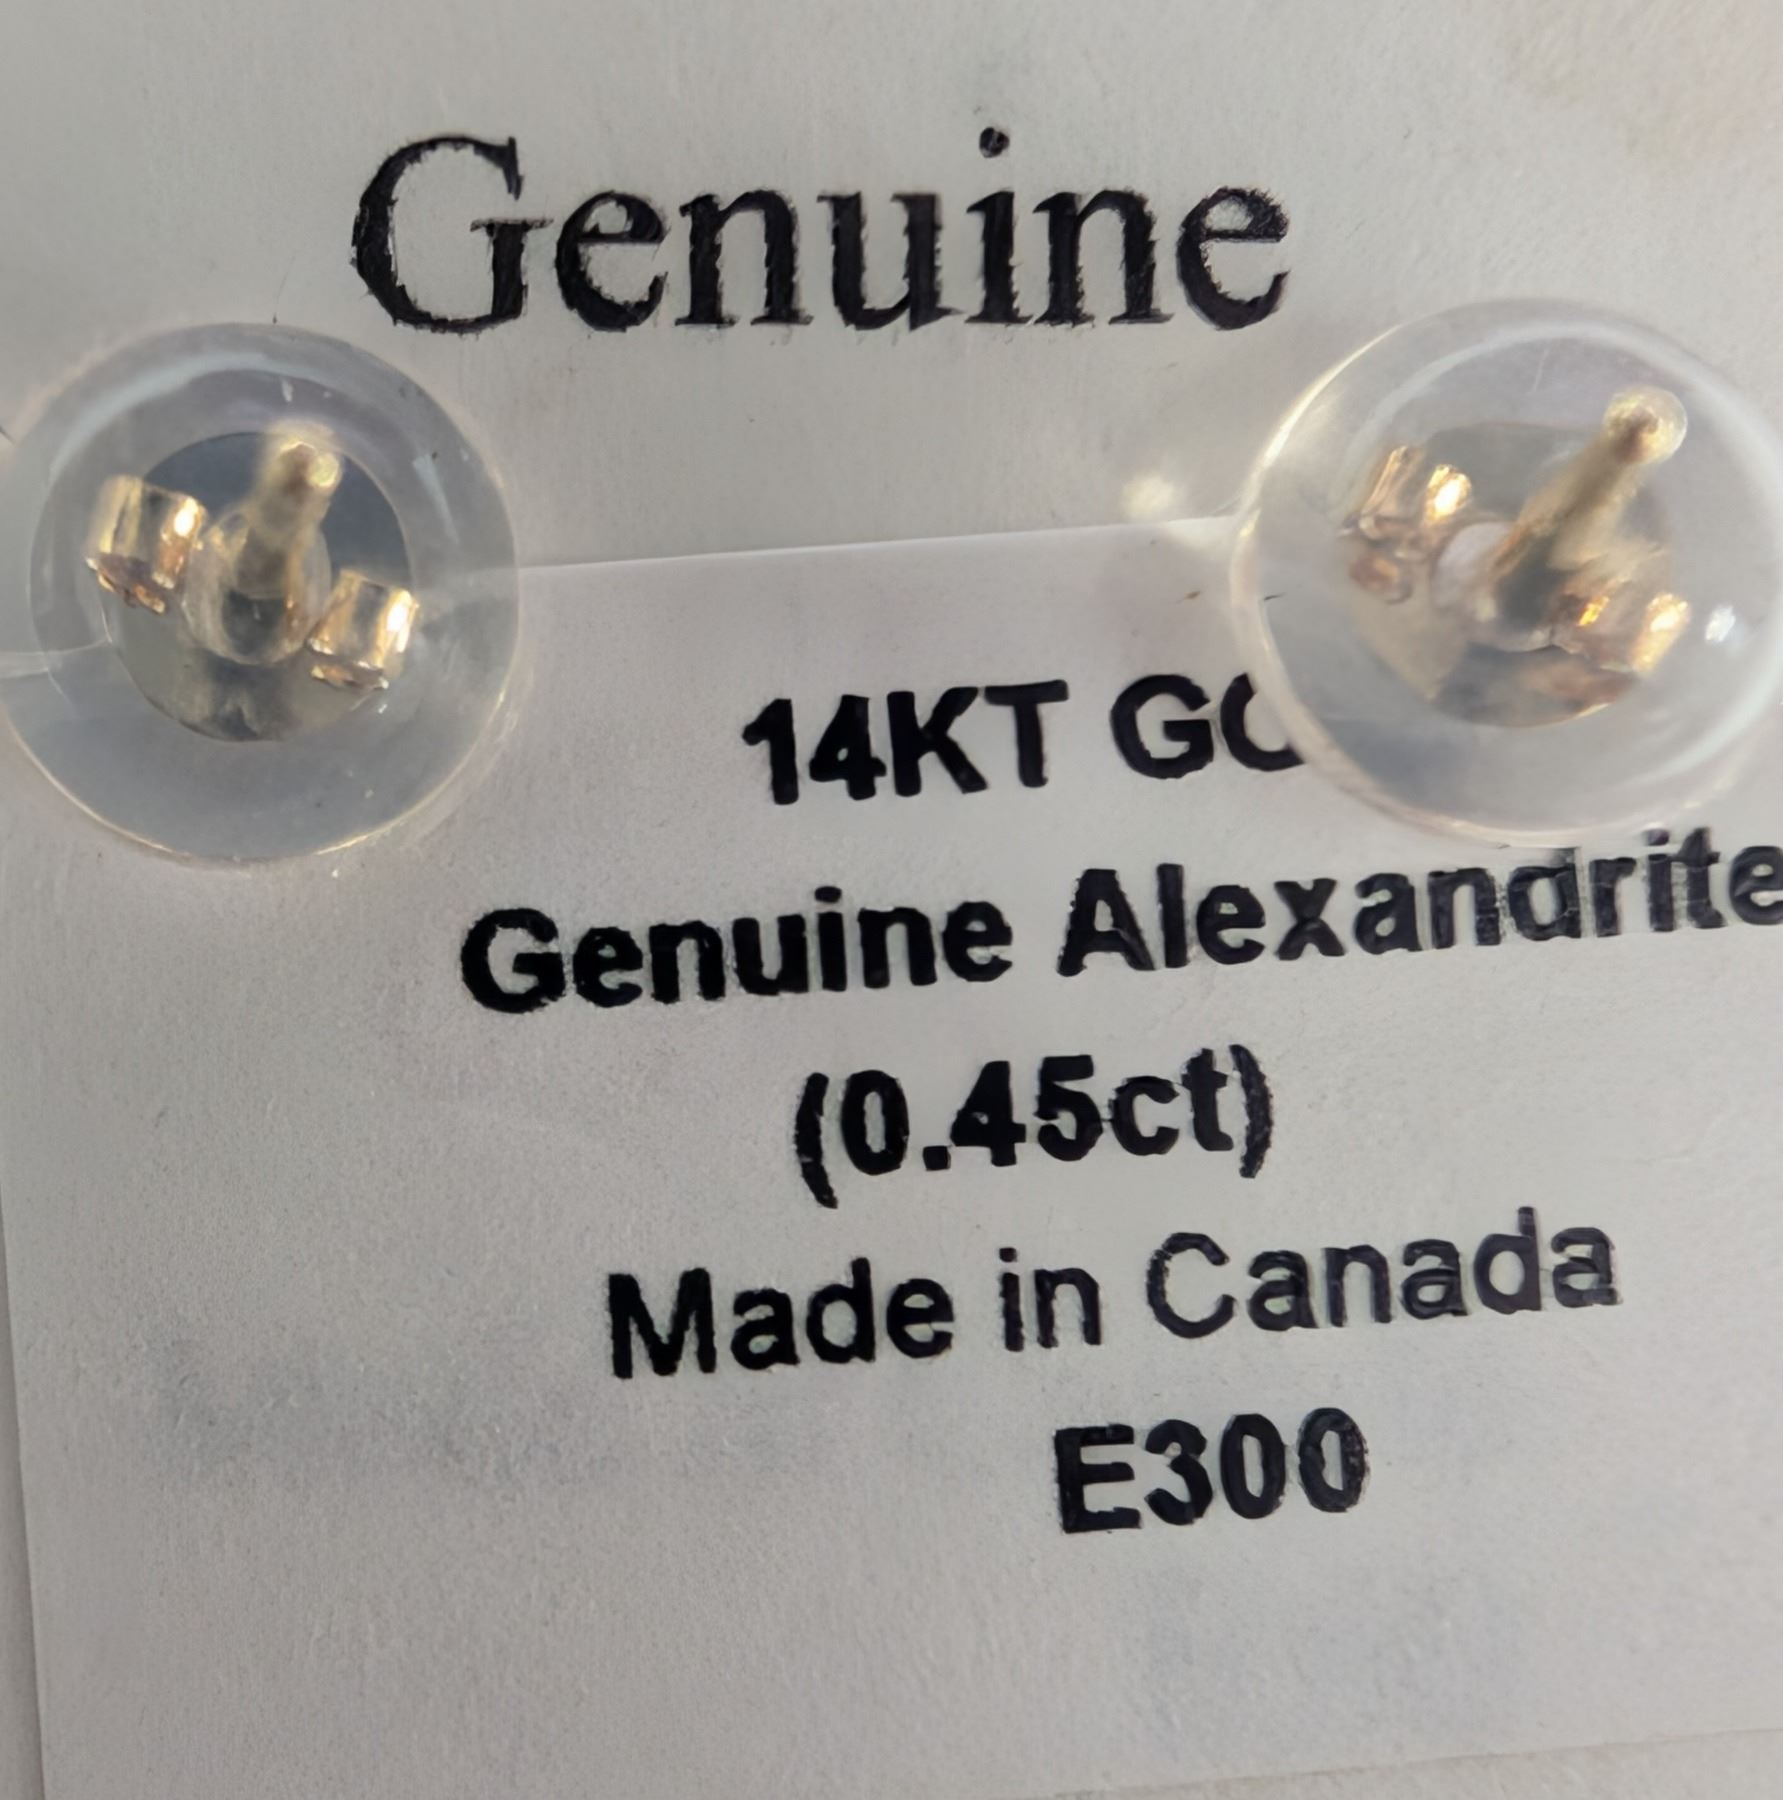 Genuine
14KT
Genuine Alexandrite
(0.45ct)
Made in Canada
E300